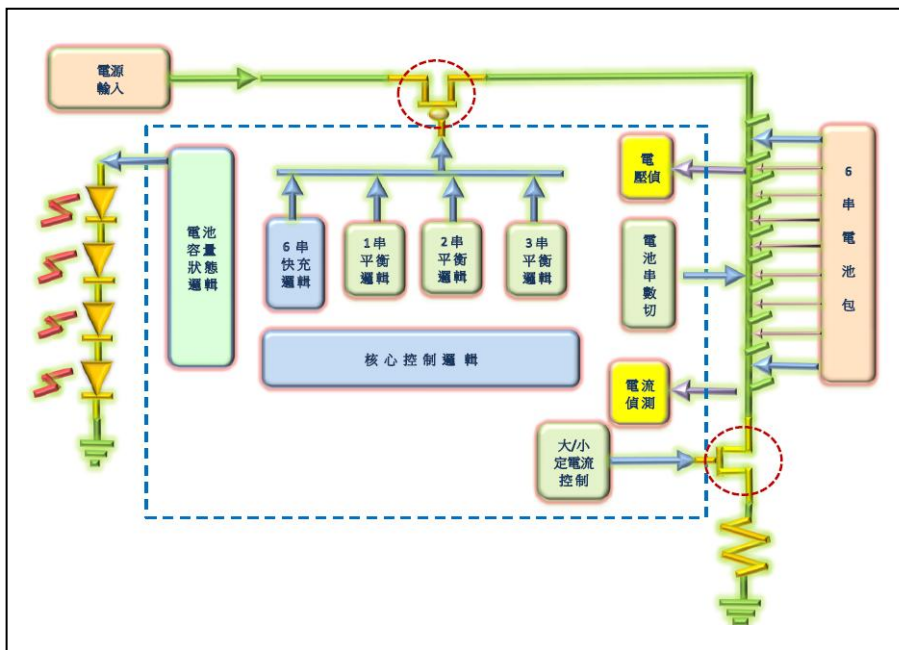 電源
輸入
電池
容量
狀態
邏輯
6 串
快充
邏輯
1串
平衡
邏輯
2串
平衡
邏輯
3串
平衡
邏輯
核心控制邏輯
電
壓偵
電
池
串
數
切
電流
偵測
大/小
定電流
控制
6
串
電
池
包